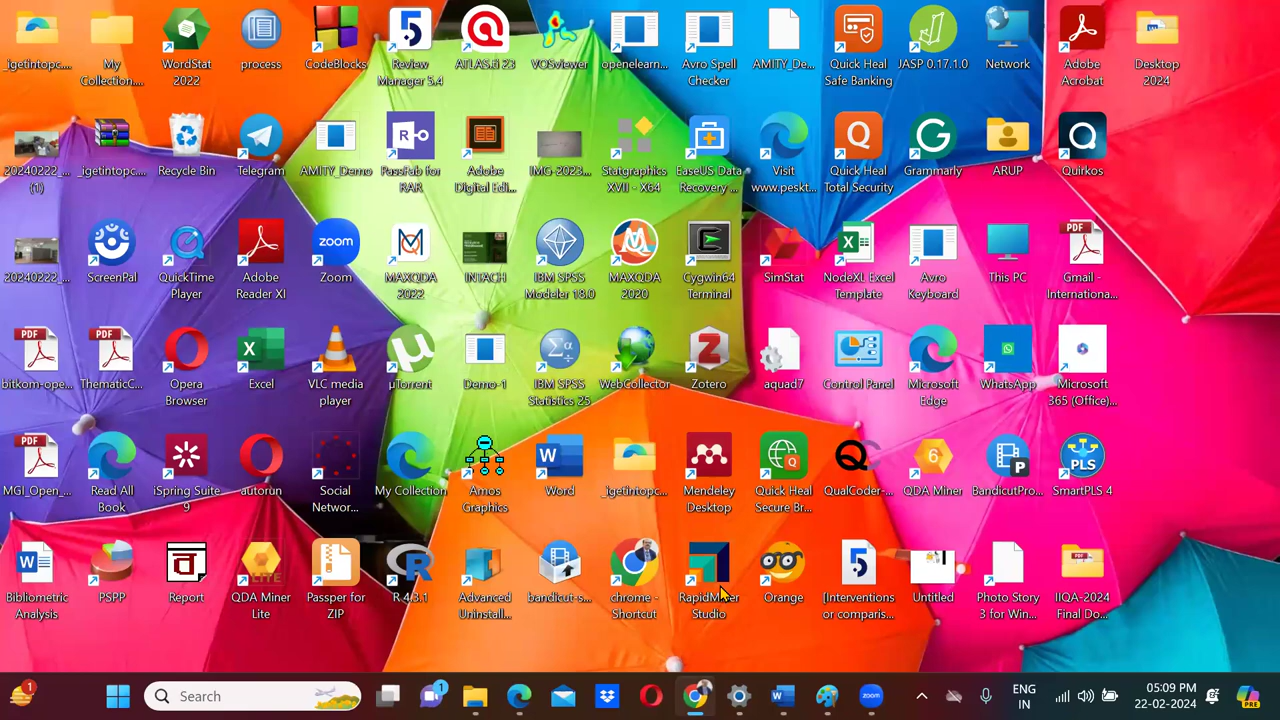 _igetintopc....
My
Collection....
WordStat
2022
process
CodeBlocks
Review
Manager 5.4
ATLAS.ti 23
VOSviewer
openelearn...
Avro Spell
Checker
AMITY_De...
Quick Heal
Safe Banking
JASP 0.17.1.0
Network
Adobe
Acrobat
Desktop
2024
20240222_...
(1)
_igetintopc....
Recycle Bin
Telegram
AMITY_Demo
PassFab for
RAR
Adobe
Digital Edi...
IMG-2023...
Statgraphics
XVII - X64
EaseUS Data
Recovery ...
Visit
www.peskt...
Quick Heal
Total Security
Grammarly
ARUP
Quirkos
20240222_...
ScreenPal
QuickTime
Player
Adobe
Reader XI
Zoom
MAXQDA
2022
INTACH
IBM SPSS
Modeler 18.0
MAXQDA
2020
Cygwin64
Terminal
SimStat
NodeXL Excel
Template
Avro
Keyboard
This PC
Gmail -
Internationa...
bitkom-ope...
ThematicC...
Opera
Browser
Excel
VLC media
player
µTorrent
Demo-1
IBM SPSS
Statistics 25
WebCollector
Zotero
aquad7
Control Panel
Microsoft
Edge
WhatsApp
Microsoft
365 (Office)...
MGI_Open_...
Read All
Book
iSpring Suite
9
autorun
Social
Networ...
My Collection
Amos
Graphics
Word
_igetintopc...
Mendeley
Desktop
Quick Heal
Secure Br...
QualCoder-...
QDA Miner
BandicutPro...
SmartPLS 4
Bibliometric
Analysis
PSPP
Report
QDA Miner
Lite
Passper for
ZIP
R 4.3.1
Advanced
Uninstall...
bandicut-s...
chrome -
Shortcut
RapidMiner
Studio
Orange
[Interventions
or comparis...
Untitled
Photo Story
3 for Win...
IIQA-2024
Final Do...
Search
ENG
IN
05:09 PM
22-02-2024